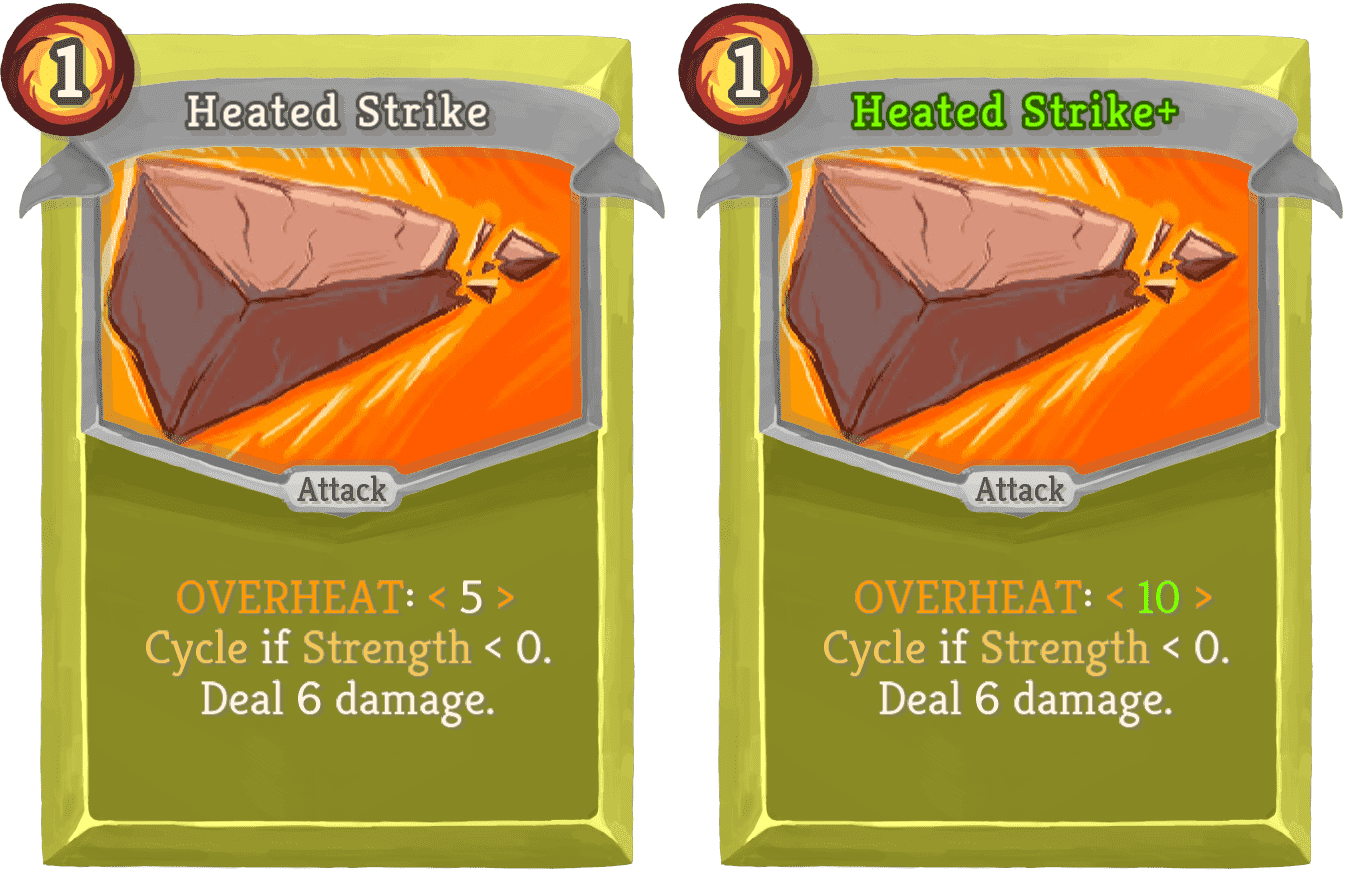 1
Heated Strike
Attack
OVERHEAT: < 5 >
Cycle if Strength < 0.
Deal 6 damage.
1
Heated Strike+
Attack
OVERHEAT: < 10 >
Cycle if Strength < 0.
Deal 6 damage.